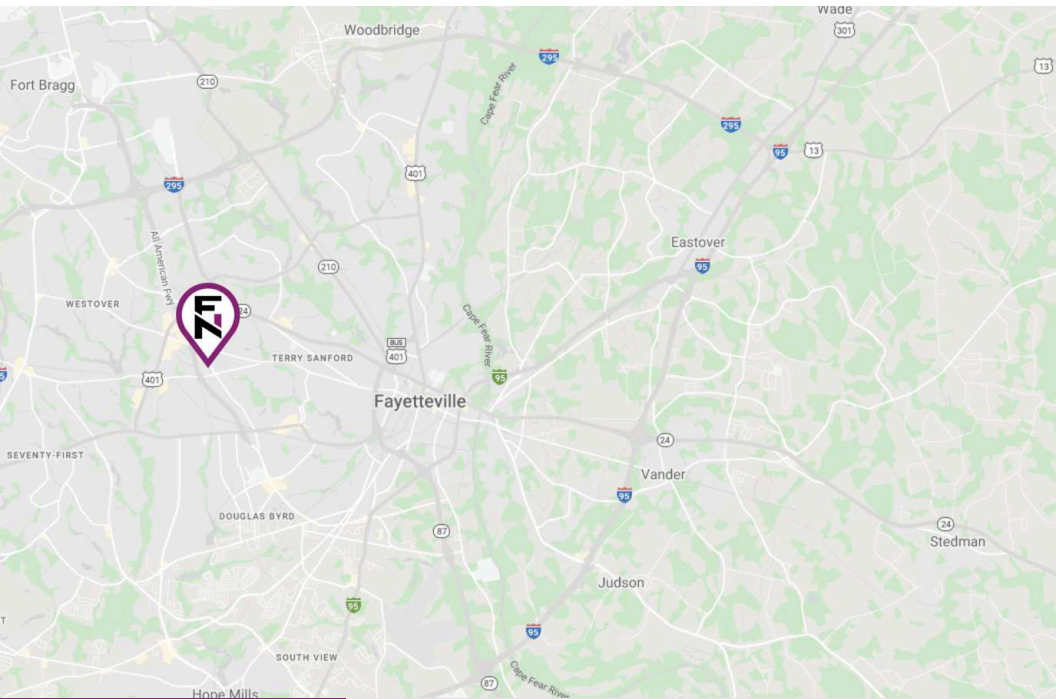 Wade
301
Woodbridge
295
13
Fort Bragg
210
Cape Fear River
295
95
13
401
295
All American Fwy
Eastover
210
95
WESTOVER
FN
24
Cape Fear River
BUS
401
TERRY SANFORD
95
401
Fayetteville
24
SEVENTY-FIRST
Vander
95
DOUGLAS BYRD
87
24
Stedman
Judson
95
95
SOUTH VIEW
87
Cape Fear River
Hope Mills